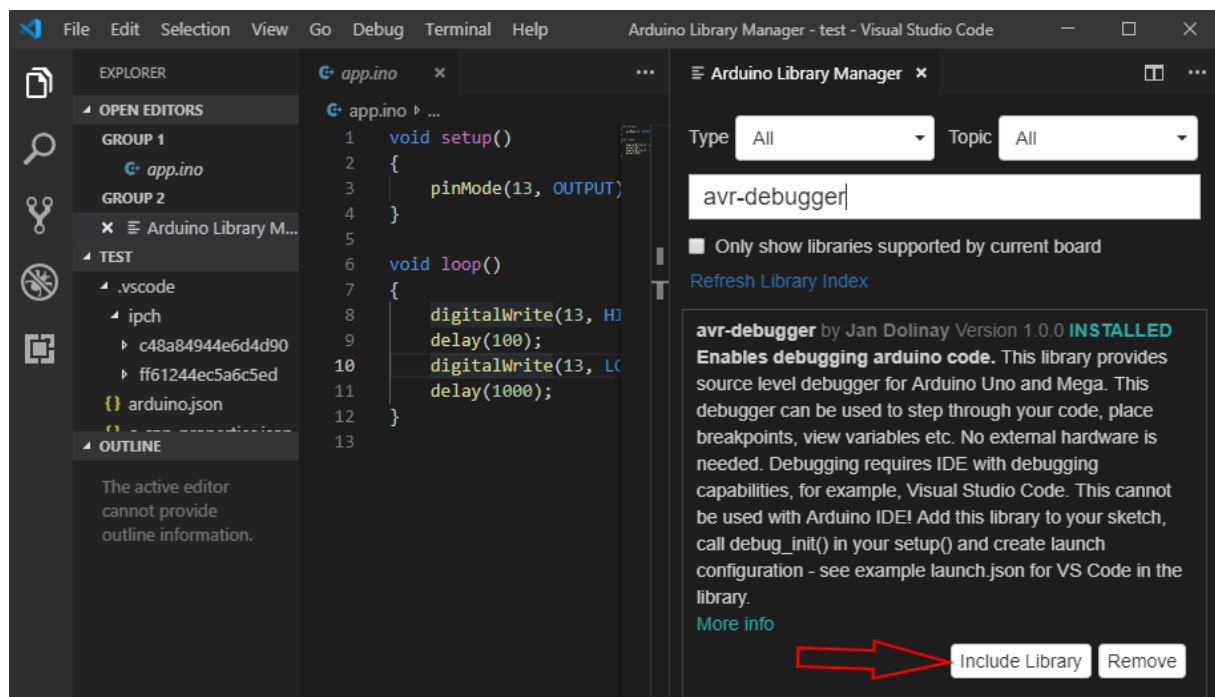 File Edit Selection View Go Debug Terminal Help Arduino Library Manager - test - Visual Studio Code
EXPLORER
OPEN EDITORS
GROUP 1
app.ino
GROUP 2
Arduino Library M...
TEST
.vscode
ipch
c48a84944e6d4d90
ff61244ec5a6c5ed
{} arduino.json
OUTLINE
The active editor
cannot provide
outline information.
app.ino
app.ino ...
1 void setup()
2 {
3 pinMode(13, OUTPUT)
4 }
5
6 void loop()
7 {
8 digitalWrite(13, HI
9 delay(100);
10 digitalWrite(13, LO
11 delay(1000);
12 }
13
Arduino Library Manager
Type All Topic All
avr-debugger
Only show libraries supported by current board
Refresh Library Index
avr-debugger by Jan Dolinay Version 1.0.0 INSTALLED
Enables debugging arduino code. This library provides
source level debugger for Arduino Uno and Mega. This
debugger can be used to step through your code, place
breakpoints, view variables etc. No external hardware is
needed. Debugging requires IDE with debugging
capabilities, for example, Visual Studio Code. This cannot
be used with Arduino IDE! Add this library to your sketch,
call debug_init() in your setup() and create launch
configuration - see example launch.json for VS Code in the
library.
More info
Include Library Remove